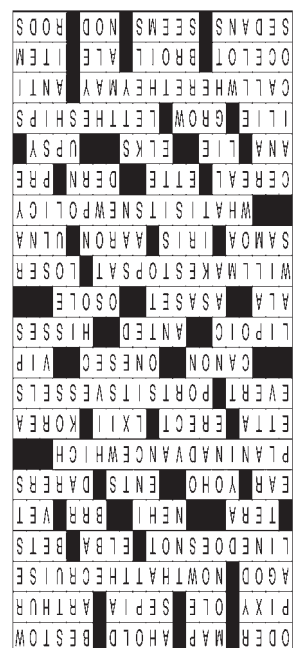 ODER MAP AHOLD BESTOW
PIXY OLE SEPIA ARTHUR
AGOD NOWTHATTHECRUISE
LINEDOESNOT ELBA BETS
TERA NEHI BRR VET
EAR YOHO ENTS DARERS
PLANINADVANCEWHICH
ETTA ERECT LXII KOREA
EVERT PORTSITSVESSELS
CANON ONESEC VIP
LIPOIC ANTED HISSES
ALA ASASET OSOLE
WILLMAKESTOPSAT LOSER
SAMOA IRIS AARON ULNA
WHATISITSNEWPOLICY
CEREAL ETTE DERN PRE
ANA LIE ELKS UPSY
ILIE GROW LETTHESHIPS
CALLWHERETHEYMAY ANTI
OCELOT BROIL ALE ITEM
SEDANS SEEMS NOD RODS